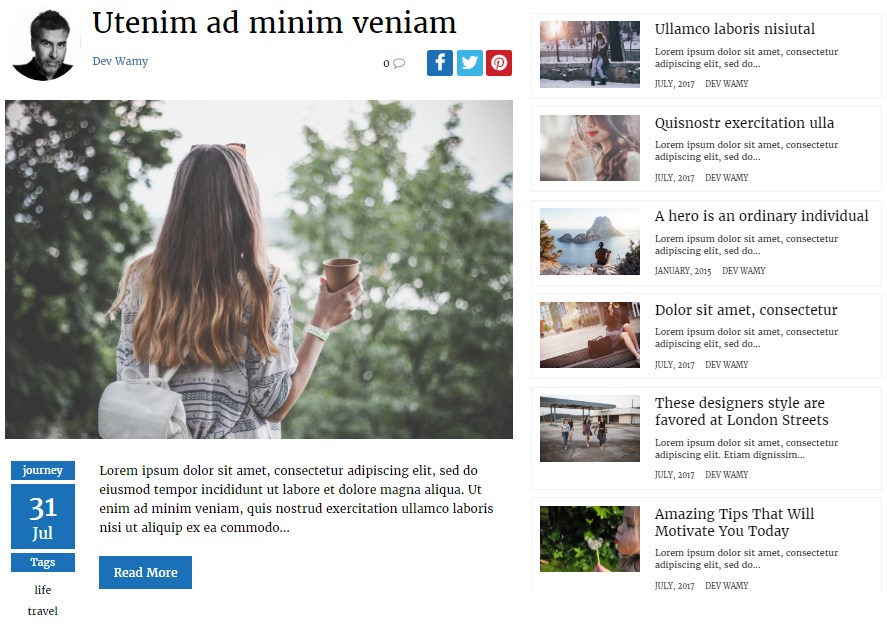 Utenim ad minim veniam
Dev Wamy
0
journey
31
Jul
Tags
life
travel
Lorem ipsum dolor sit amet, consectetur adipiscing elit, sed do
eiusmod tempor incididunt ut labore et dolore magna aliqua. Ut
enim ad minim veniam, quis nostrud exercitation ullamco laboris
nisi ut aliquip ex ea commodo...
Read More
Ullamco laboris nisiutal
Lorem ipsum dolor sit amet, consectetur
adipiscing elit, sed do...
JULY, 2017 DEV WAMY
Quisnostr exercitation ulla
Lorem ipsum dolor sit amet, consectetur
adipiscing elit, sed do...
JULY, 2017 DEV WAMY
A hero is an ordinary individual
Lorem ipsum dolor sit amet, consectetur
adipiscing elit, sed do...
JANUARY, 2015 DEV WAMY
Dolor sit amet, consectetur
Lorem ipsum dolor sit amet, consectetur
adipiscing elit, sed do...
JULY, 2017 DEV WAMY
These designers style are
favored at London Streets
Lorem ipsum dolor sit amet, consectetur
adipiscing elit. Etiam dignissim...
JULY, 2017 DEV WAMY
Amazing Tips That Will
Motivate You Today
Lorem ipsum dolor sit amet, consectetur
adipiscing elit, sed do...
JULY, 2017 DEV WAMY